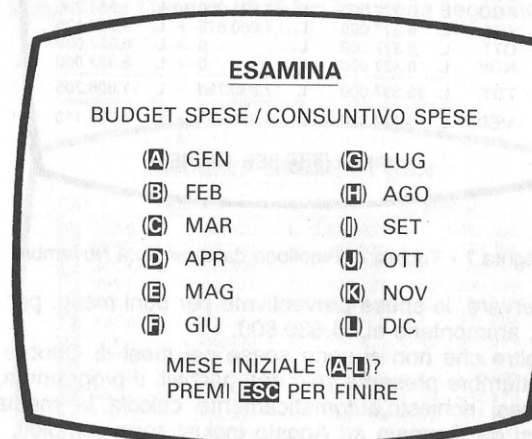 ESAMINA
BUDGET SPESE / CONSUNTIVO SPESE
(A) GEN (G) LUG
(B) FEB (H) AGO
(C) MAR (I) SET
(D) APR (J) OTT
(E) MAG (K) NOV
(F) GIU (L) DIC
MESE INIZIALE (A-L)?
PREMI ESC PER FINIRE